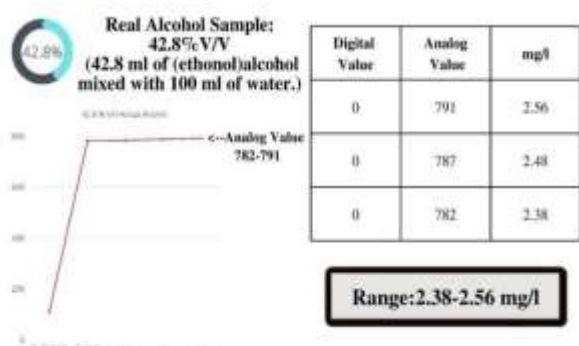 42.8%
Real Alcohol Sample:
42.8%V/V
(42.8 ml of (ethonol)alcohol
mixed with 100 ml of water.)
<--Analog Value
782-791
Digital Value
Analog Value
mg/l
0
791
2.56
0
787
2.48
0
782
2.38
Range:2.38-2.56 mg/l